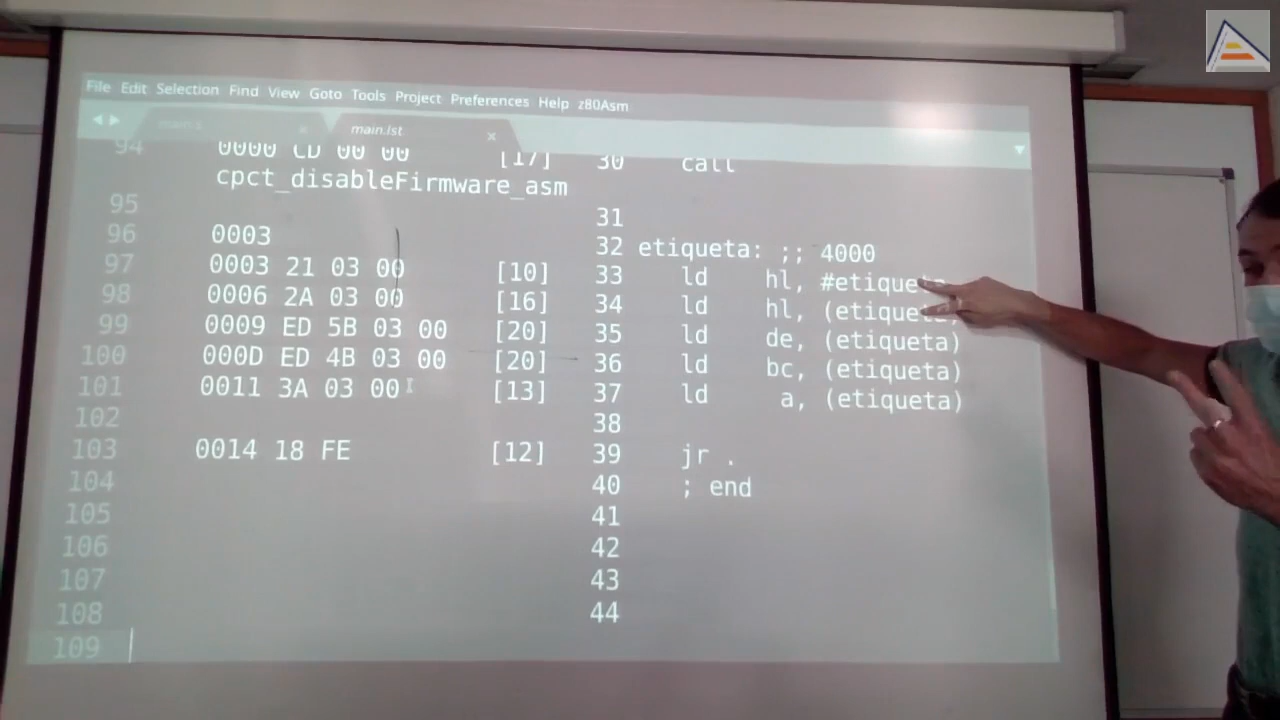 File Edit Selection Find View Goto Tools Project Preferences Help z80Asm
main.lst
94 0000 CD 00 00 [17] 30 call
cpct_disableFirmware_asm
95 31
96 0003 32 etiqueta: ;; 4000
97 0003 21 03 00 [10] 33 ld hl, #etiqueta
98 0006 2A 03 00 [16] 34 ld hl, (etiqueta)
99 0009 ED 5B 03 00 [20] 35 ld de, (etiqueta)
100 000D ED 4B 03 00 [20] 36 ld bc, (etiqueta)
101 0011 3A 03 00 [13] 37 ld a, (etiqueta)
102 38
103 0014 18 FE [12] 39 jr .
104 40 ; end
105 41
106 42
107 43
108 44
109